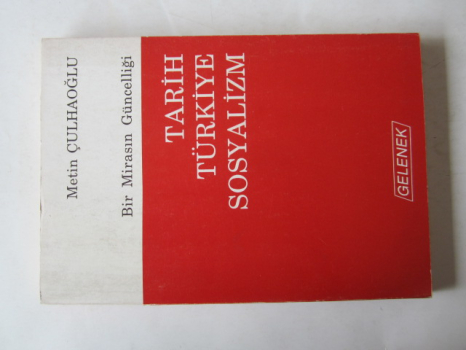 Metin ÇULHAOĞLU
Bir Mirasın Güncelliği
TARİH
TÜRKİYE
SOSYALİZM
GELENEK